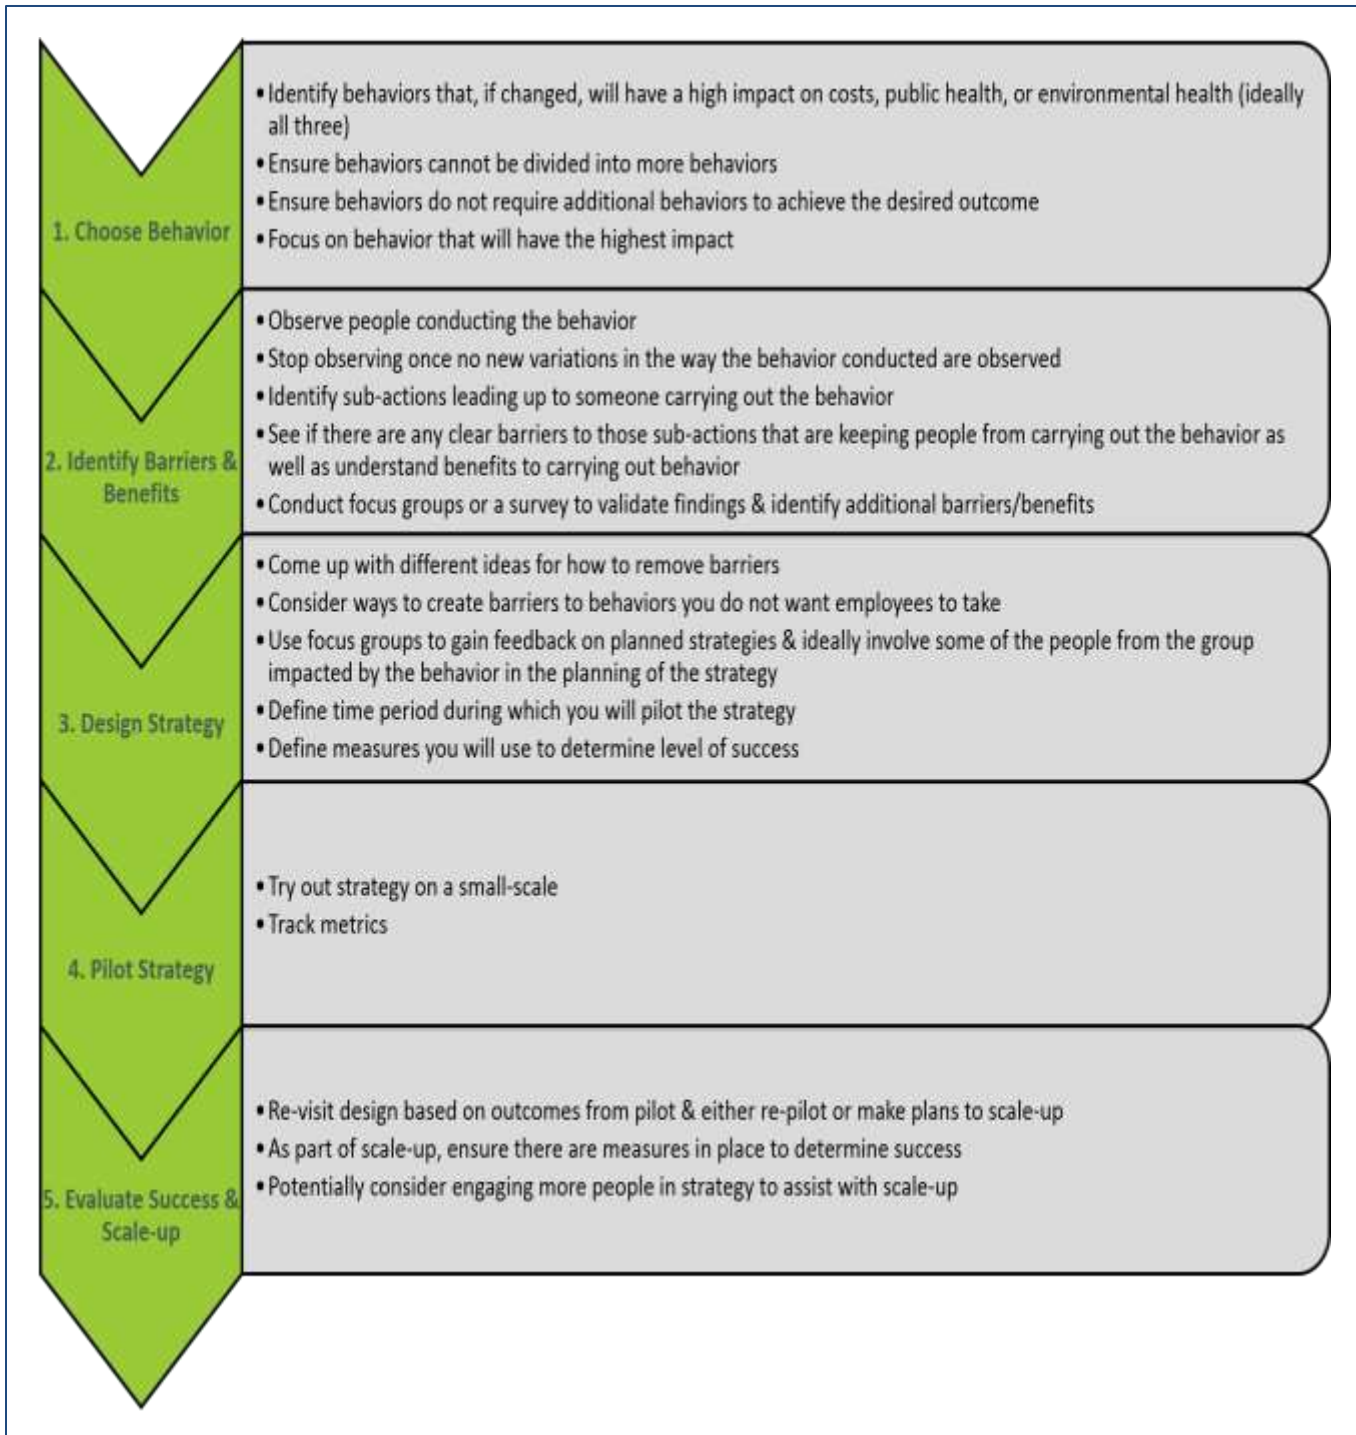 1. Choose Behavior
• Identify behaviors that, if changed, will have a high impact on costs, public health, or environmental health (ideally
all three)
• Ensure behaviors cannot be divided into more behaviors
• Ensure behaviors do not require additional behaviors to achieve the desired outcome
• Focus on behavior that will have the highest impact
2. Identify Barriers &
Benefits
• Observe people conducting the behavior
• Stop observing once no new variations in the way the behavior conducted are observed
• Identify sub-actions leading up to someone carrying out the behavior
• See if there are any clear barriers to those sub-actions that are keeping people from carrying out the behavior as
well as understand benefits to carrying out behavior
• Conduct focus groups or a survey to validate findings & identify additional barriers/benefits
3. Design Strategy
• Come up with different ideas for how to remove barriers
• Consider ways to create barriers to behaviors you do not want employees to take
• Use focus groups to gain feedback on planned strategies & ideally involve some of the people from the group
impacted by the behavior in the planning of the strategy
• Define time period during which you will pilot the strategy
• Define measures you will use to determine level of success
4. Pilot Strategy
• Try out strategy on a small-scale
• Track metrics
5. Evaluate Success &
Scale-up
• Re-visit design based on outcomes from pilot & either re-pilot or make plans to scale-up
• As part of scale-up, ensure there are measures in place to determine success
• Potentially consider engaging more people in strategy to assist with scale-up